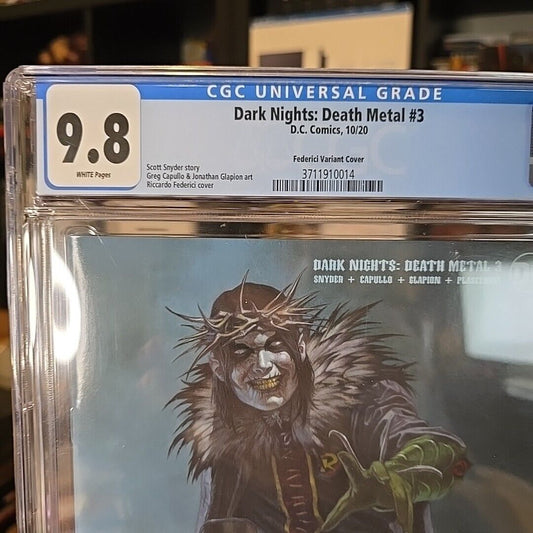 CGC UNIVERSAL GRADE
9.8
WHITE Pages
Dark Nights: Death Metal #3
D.C. Comics, 10/20
Federici Variant Cover
Scott Snyder story
Greg Capullo & Jonathan Glapion art
Riccardo Federici cover
3711910014
DARK NIGHTS: DEATH METAL 3
SNYDER + CAPULLO + GLAPION +
R